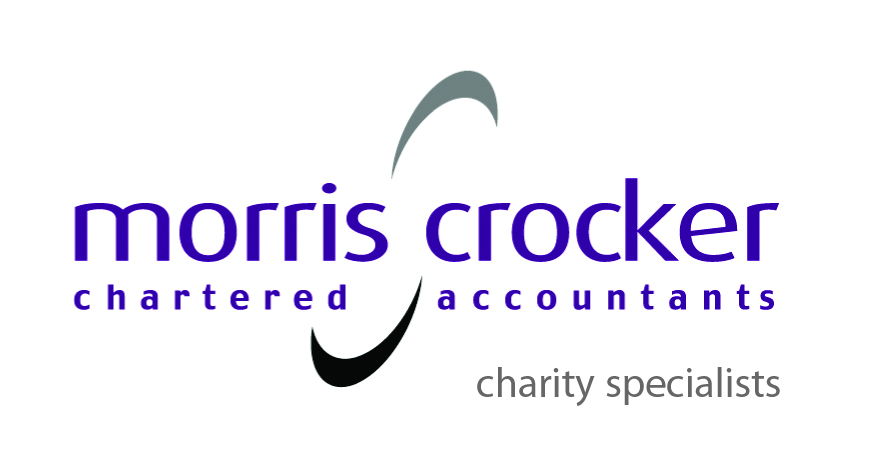 morris crocker
chartered accountants
charity specialists